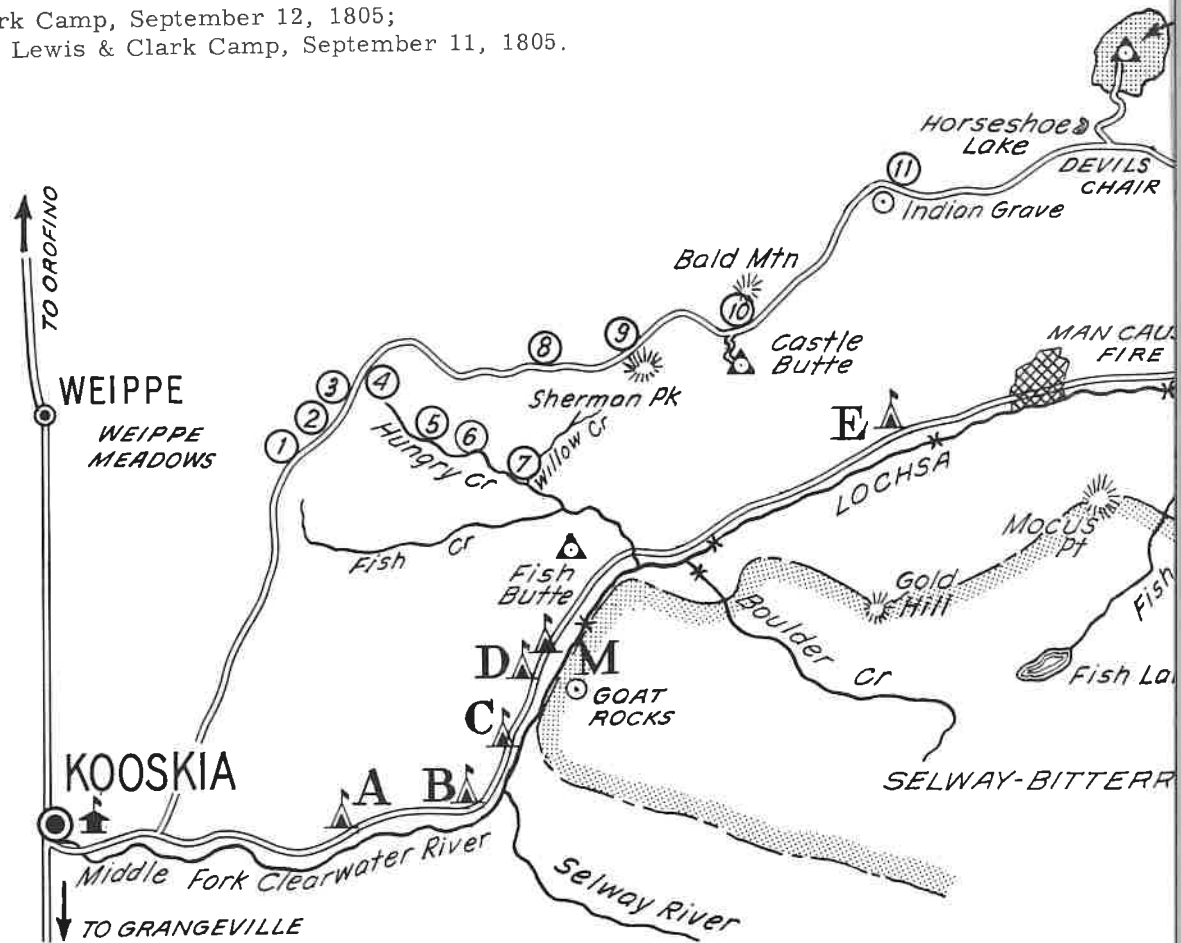 Camp, September 12, 1805;
Lewis & Clark Camp, September 11, 1805.
Horseshoe
Lake
DEVILS
CHAIR
11
Indian Grave
TO OROFINO
Bald Mtn
10
Castle
Butte
MAN
FIRE
9
8
Sherman Pk
4
3
2
1
WEIPPE
WEIPPE
MEADOWS
5
6
7
Hungry Cr
Willow Cr
E
LOCHSA
Mocus
Pt
Fish Cr
Fish
Butte
Gold
Hill
Boulder
Cr
Fish
Fish
D
M
GOAT
ROCKS
C
KOOSKIA
A
B
SELWAY-
Middle Fork Clearwater River
Selway River
TO GRANGEVILLE